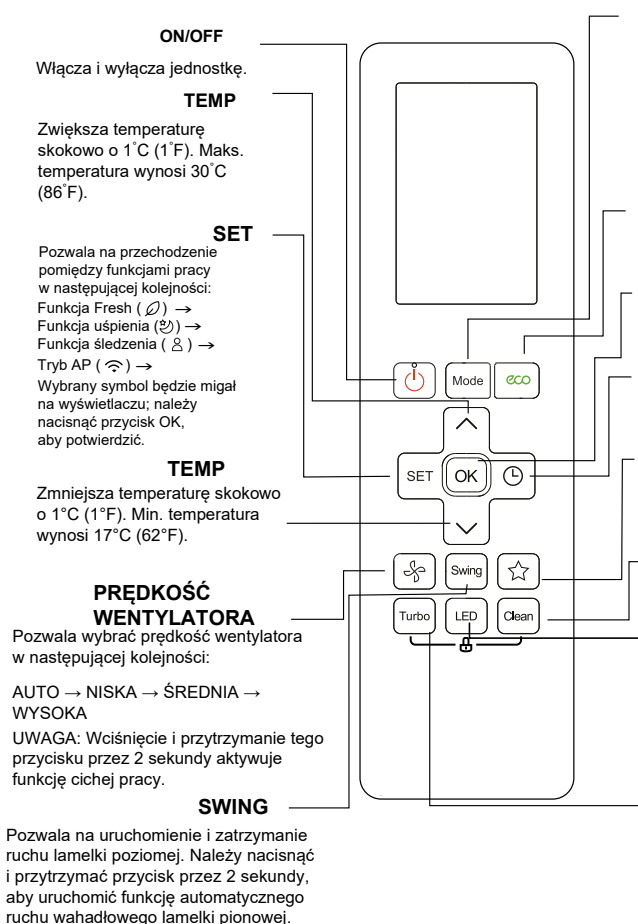 ON/OFF
Włącza i wyłącza jednostkę.
TEMP
Zwiększa temperaturę
skokowo o 1°C (1°F). Maks.
temperatura wynosi 30°C
(86°F).
SET
Pozwala na przechodzenie
pomiędzy funkcjami pracy
w następującej kolejności:
Funkcja Fresh ( ) →
Funkcja uśpienia ( ) →
Funkcja śledzenia ( ) →
Tryb AP ( ) →
Wybrany symbol będzie migał
na wyświetlaczu; należy
nacisnąć przycisk OK,
aby potwierdzić.
TEMP
Zmniejsza temperaturę skokowo
o 1°C (1°F). Min. temperatura
wynosi 17°C (62°F).
PRĘDKOŚĆ
WENTYLATORA
Pozwala wybrać prędkość wentylatora
w następującej kolejności:
AUTO → NISKA → ŚREDNIA →
WYSOKA
UWAGA: Wciśnięcie i przytrzymanie tego
przycisku przez 2 sekundy aktywuje
funkcję cichej pracy.
SWING
Pozwala na uruchomienie i zatrzymanie
ruchu lamelki poziomej. Należy nacisnąć
i przytrzymać przycisk przez 2 sekundy,
aby uruchomić funkcję automatycznego
ruchu wahadłowego lamelki pionowej.
Mode eco
SET OK
Swing
Turbo LED Clean